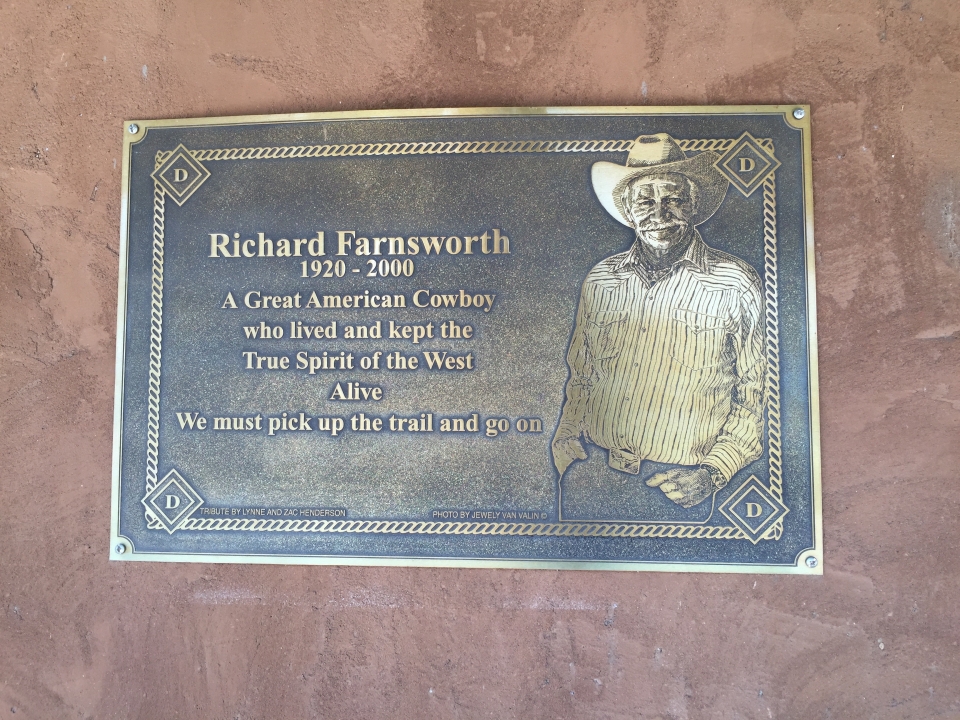 D
D
Richard Farnsworth
1920 - 2000
A Great American Cowboy
who lived and kept the
True Spirit of the West
Alive
We must pick up the trail and go on
D
D
TRIBUTE BY LYNNE AND ZAC HENDERSON
PHOTO BY JEWELY VAN VALIN ©